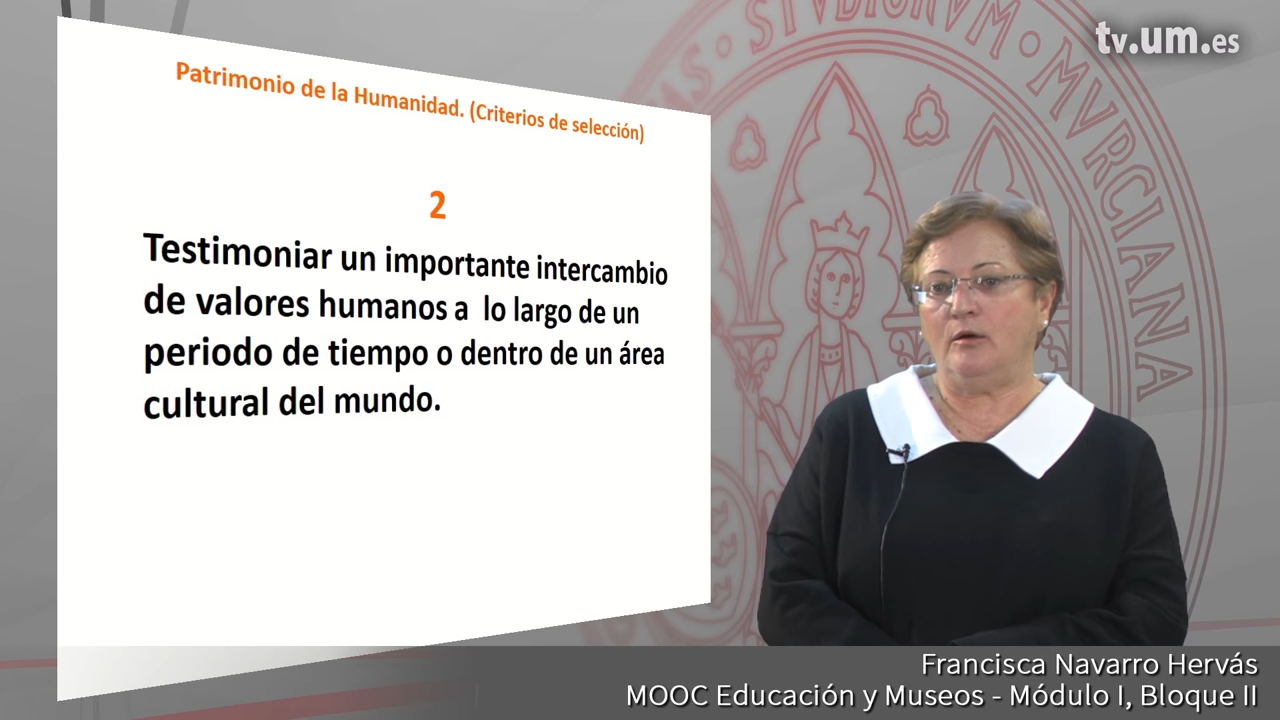 tv.um.es
STVDIORVM
MVRCIANA
Patrimonio de la Humanidad. (Criterios de selección)
2
Testimoniar un importante intercambio
de valores humanos a lo largo de un
periodo de tiempo o dentro de un área
cultural del mundo.
Francisca Navarro Hervás
MOOC Educación y Museos - Módulo I, Bloque II